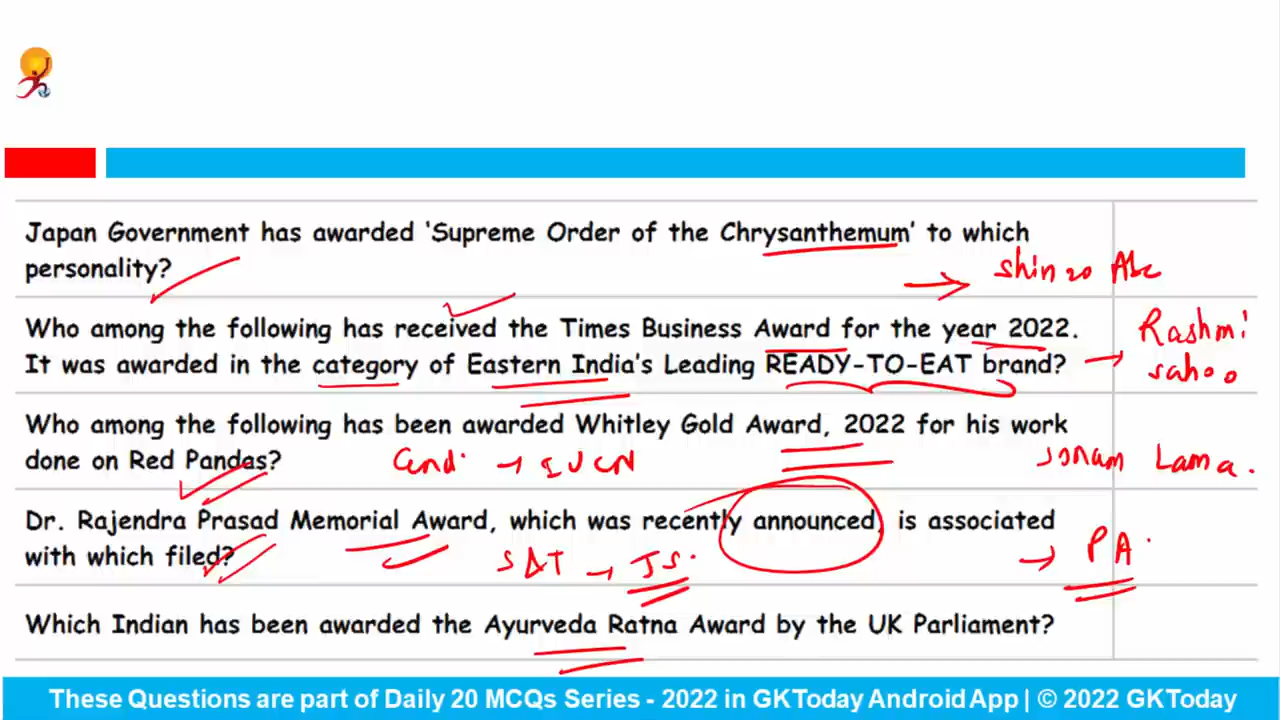 Japan Government has awarded ‘Supreme Order of the Chrysanthemum’ to which
personality?
shinzo Abe
Who among the following has received the Times Business Award for the year 2022.
It was awarded in the category of Eastern India’s Leading READY-TO-EAT brand?
Rashmi
sahoo
Who among the following has been awarded Whitley Gold Award, 2022 for his work
done on Red Pandas?
IUCN
Sonam Lama.
Dr. Rajendra Prasad Memorial Award, which was recently announced, is associated
with which filed?
JS.
PA.
Which Indian has been awarded the Ayurveda Ratna Award by the UK Parliament?
These Questions are part of Daily 20 MCQs Series - 2022 in GKToday Android App | © 2022 GKToday